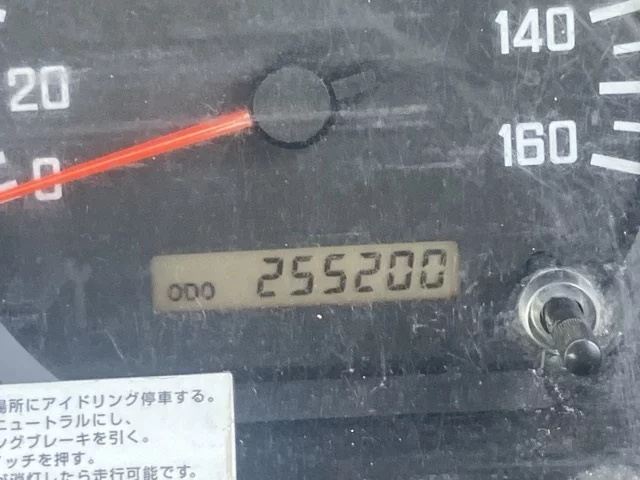 140
20
160
0
ODO 255200
場所にアイドリング停車する。
ニュートラルにし、
ングブレーキを引く。
イッチを押す。
が消灯したら走行可能です。